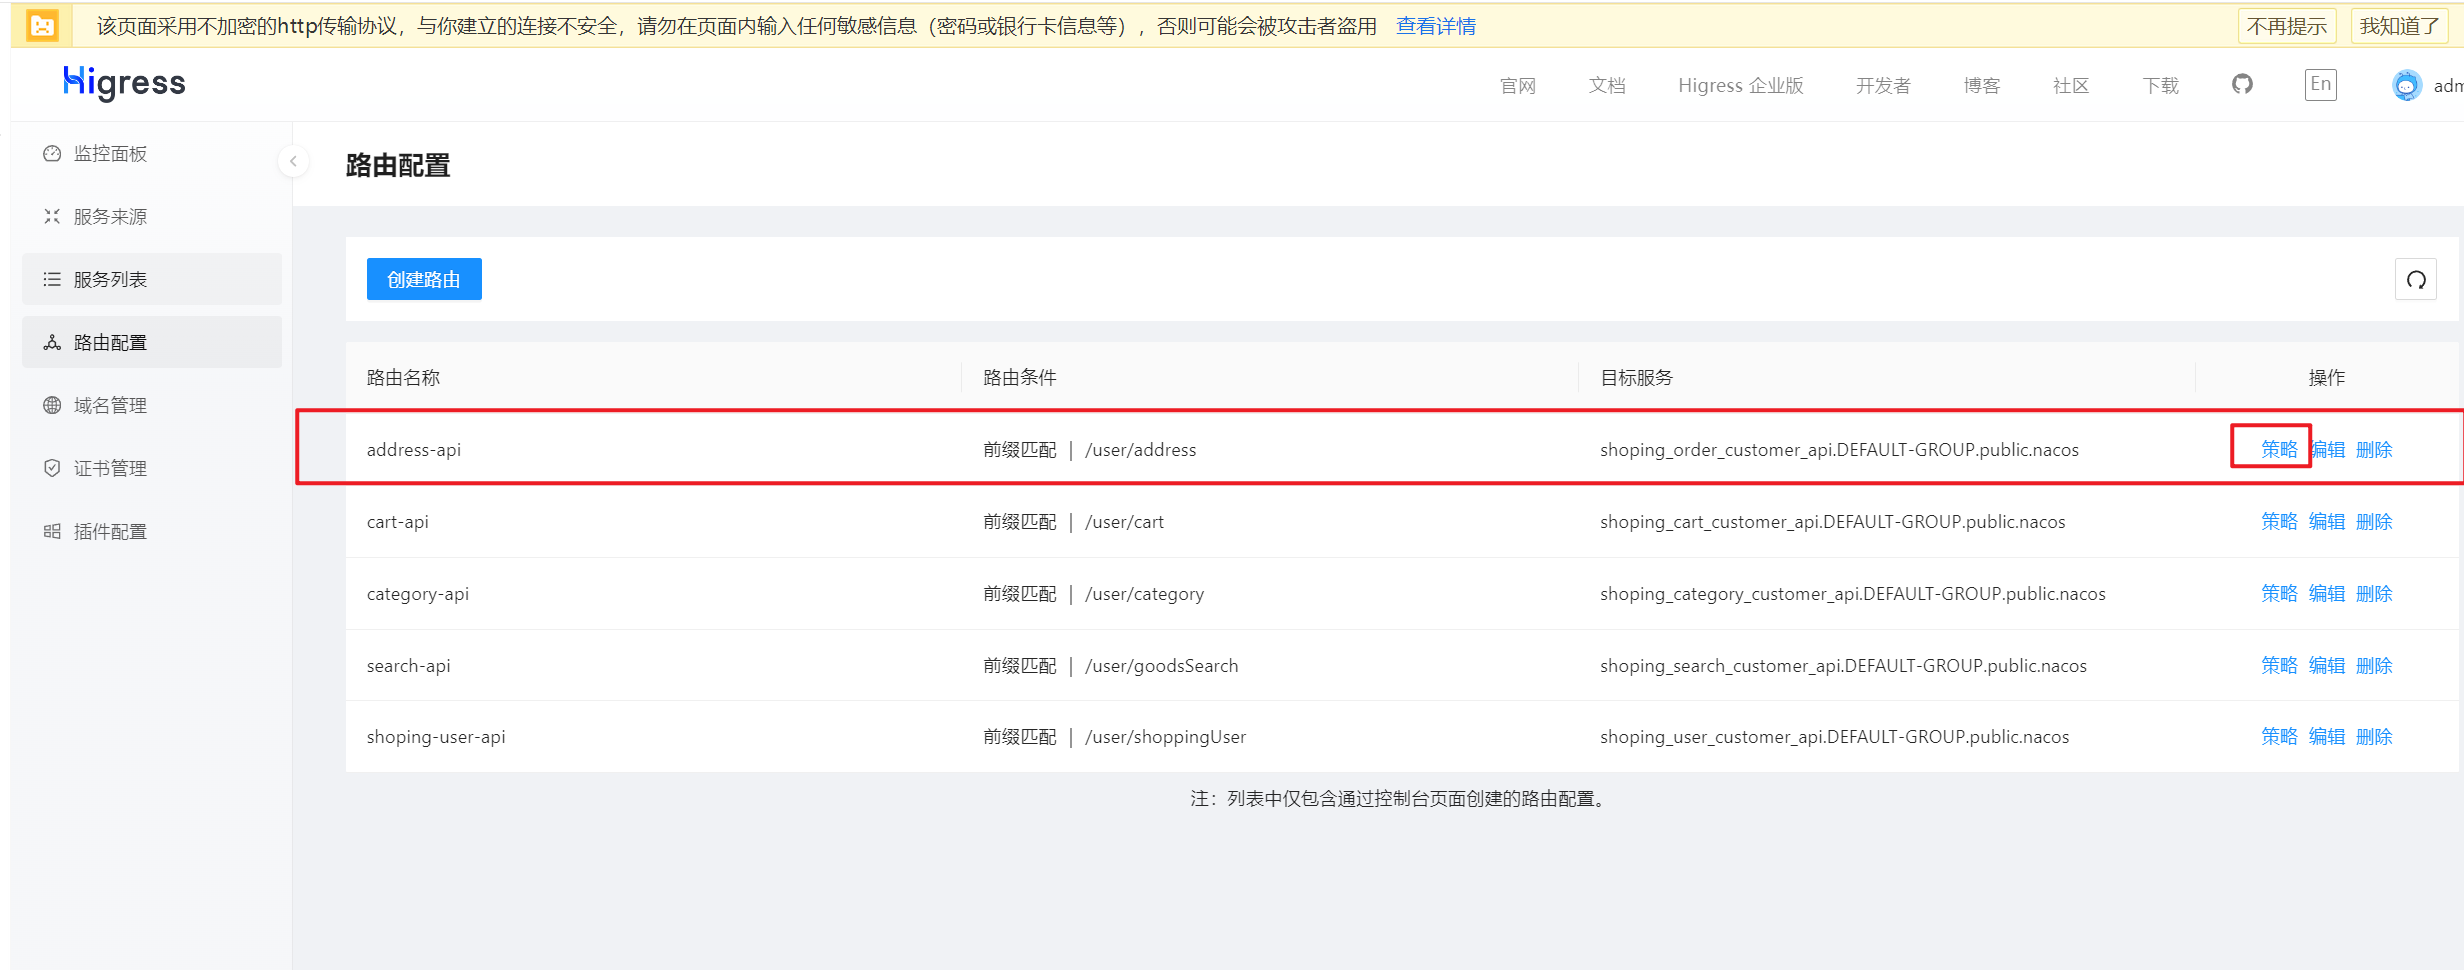 该页面采用不加密的http传输协议，与你建立的连接不安全，请勿在页面内输入任何敏感信息（密码或银行卡信息等），否则可能会被攻击者盗用 查看详情 不再提示 我知道了
Higress 官网 文档 Higress 企业版 开发者 博客 社区 下载 En adm
监控面板
服务来源
服务列表
路由配置
域名管理
证书管理
插件配置
路由配置
创建路由
路由名称 路由条件 目标服务 操作
address-api 前缀匹配 | /user/address shoping_order_customer_api.DEFAULT-GROUP.public.nacos 策略 编辑 删除
cart-api 前缀匹配 | /user/cart shoping_cart_customer_api.DEFAULT-GROUP.public.nacos 策略 编辑 删除
category-api 前缀匹配 | /user/category shoping_category_customer_api.DEFAULT-GROUP.public.nacos 策略 编辑 删除
search-api 前缀匹配 | /user/goodsSearch shoping_search_customer_api.DEFAULT-GROUP.public.nacos 策略 编辑 删除
shoping-user-api 前缀匹配 | /user/shoppingUser shoping_user_customer_api.DEFAULT-GROUP.public.nacos 策略 编辑 删除
注：列表中仅包含通过控制台页面创建的路由配置。